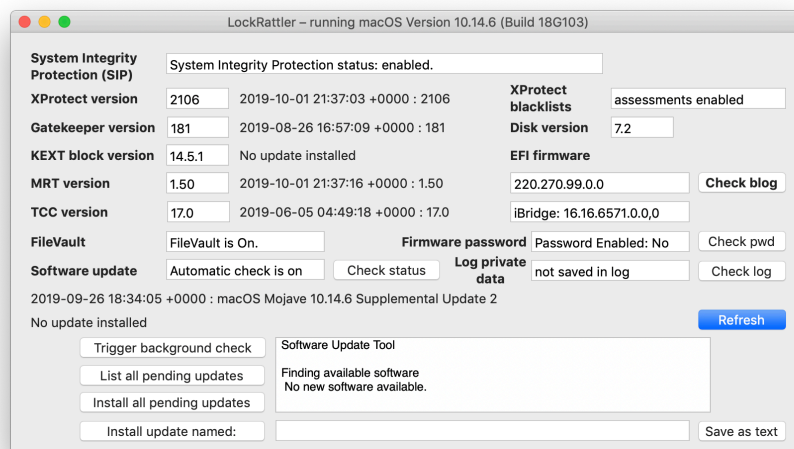 LockRattler – running macOS Version 10.14.6 (Build 18G103)
System Integrity
Protection (SIP)
System Integrity Protection status: enabled.
XProtect version
2106
2019-10-01 21:37:03 +0000 : 2106
XProtect
blacklists
assessments enabled
Gatekeeper version
181
2019-08-26 16:57:09 +0000 : 181
Disk version
7.2
KEXT block version
14.5.1
No update installed
EFI firmware
MRT version
1.50
2019-10-01 21:37:16 +0000 : 1.50
220.270.99.0.0
Check blog
TCC version
17.0
2019-06-05 04:49:18 +0000 : 17.0
iBridge: 16.16.6571.0.0,0
FileVault
FileVault is On.
Firmware password
Password Enabled: No
Check pwd
Software update
Automatic check is on
Check status
Log private
data
not saved in log
Check log
2019-09-26 18:34:05 +0000 : macOS Mojave 10.14.6 Supplemental Update 2
No update installed
Refresh
Trigger background check
List all pending updates
Install all pending updates
Software Update Tool
Finding available software
No new software available.
Install update named:
Save as text